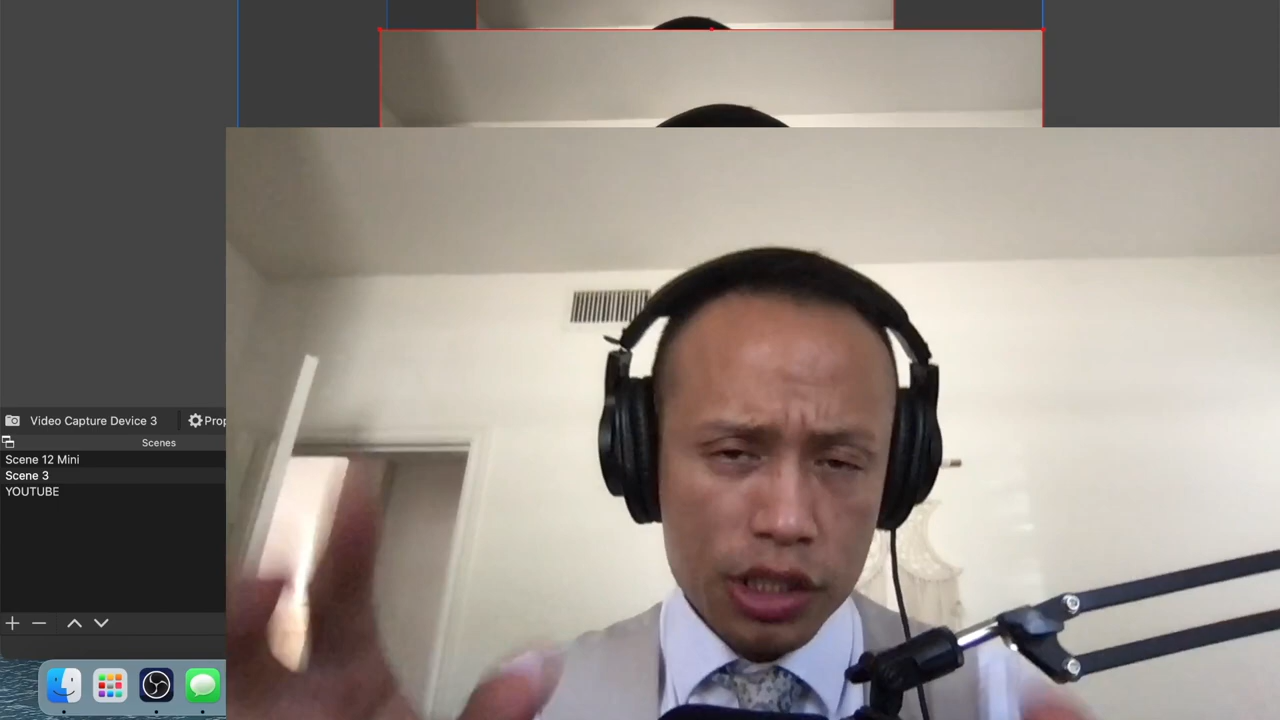 Video Capture Device 3
Prop
Scenes
Scene 12 Mini
Scene 3
YOUTUBE